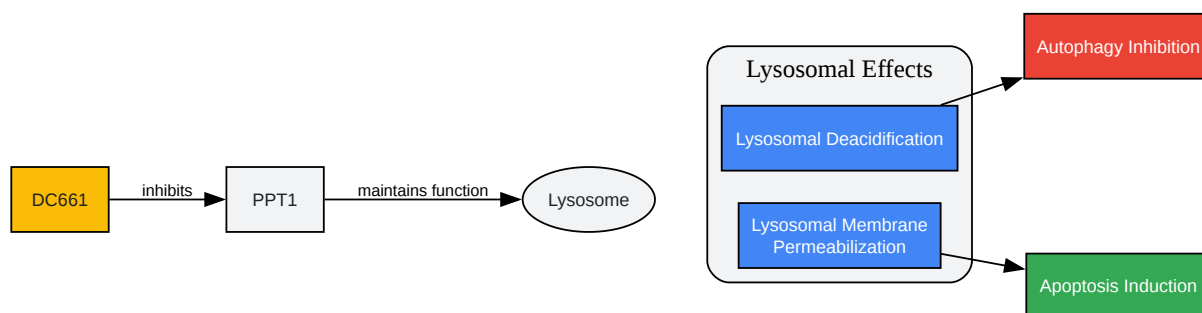 DC661
inhibits
PPT1
maintains function
Lysosome
Lysosomal Effects
Lysosomal Deacidification
Lysosomal Membrane
Permeabilization
Autophagy Inhibition
Apoptosis Induction